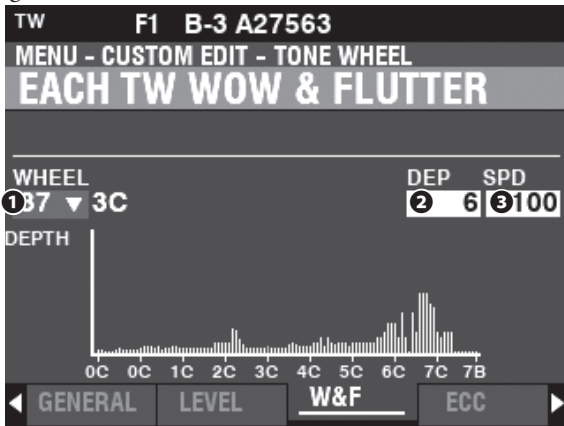 TW F1 B-3 A27563
MENU - CUSTOM EDIT - TONE WHEEL
EACH TW WOW & FLUTTER
WHEEL DEP SPD
❶37 ▼ 3C ❷ 6 ❸100
DEPTH
0C 0C 1C 2C 3C 4C 5C 6C 7C 7B
◀ GENERAL LEVEL W&F ECC ▶